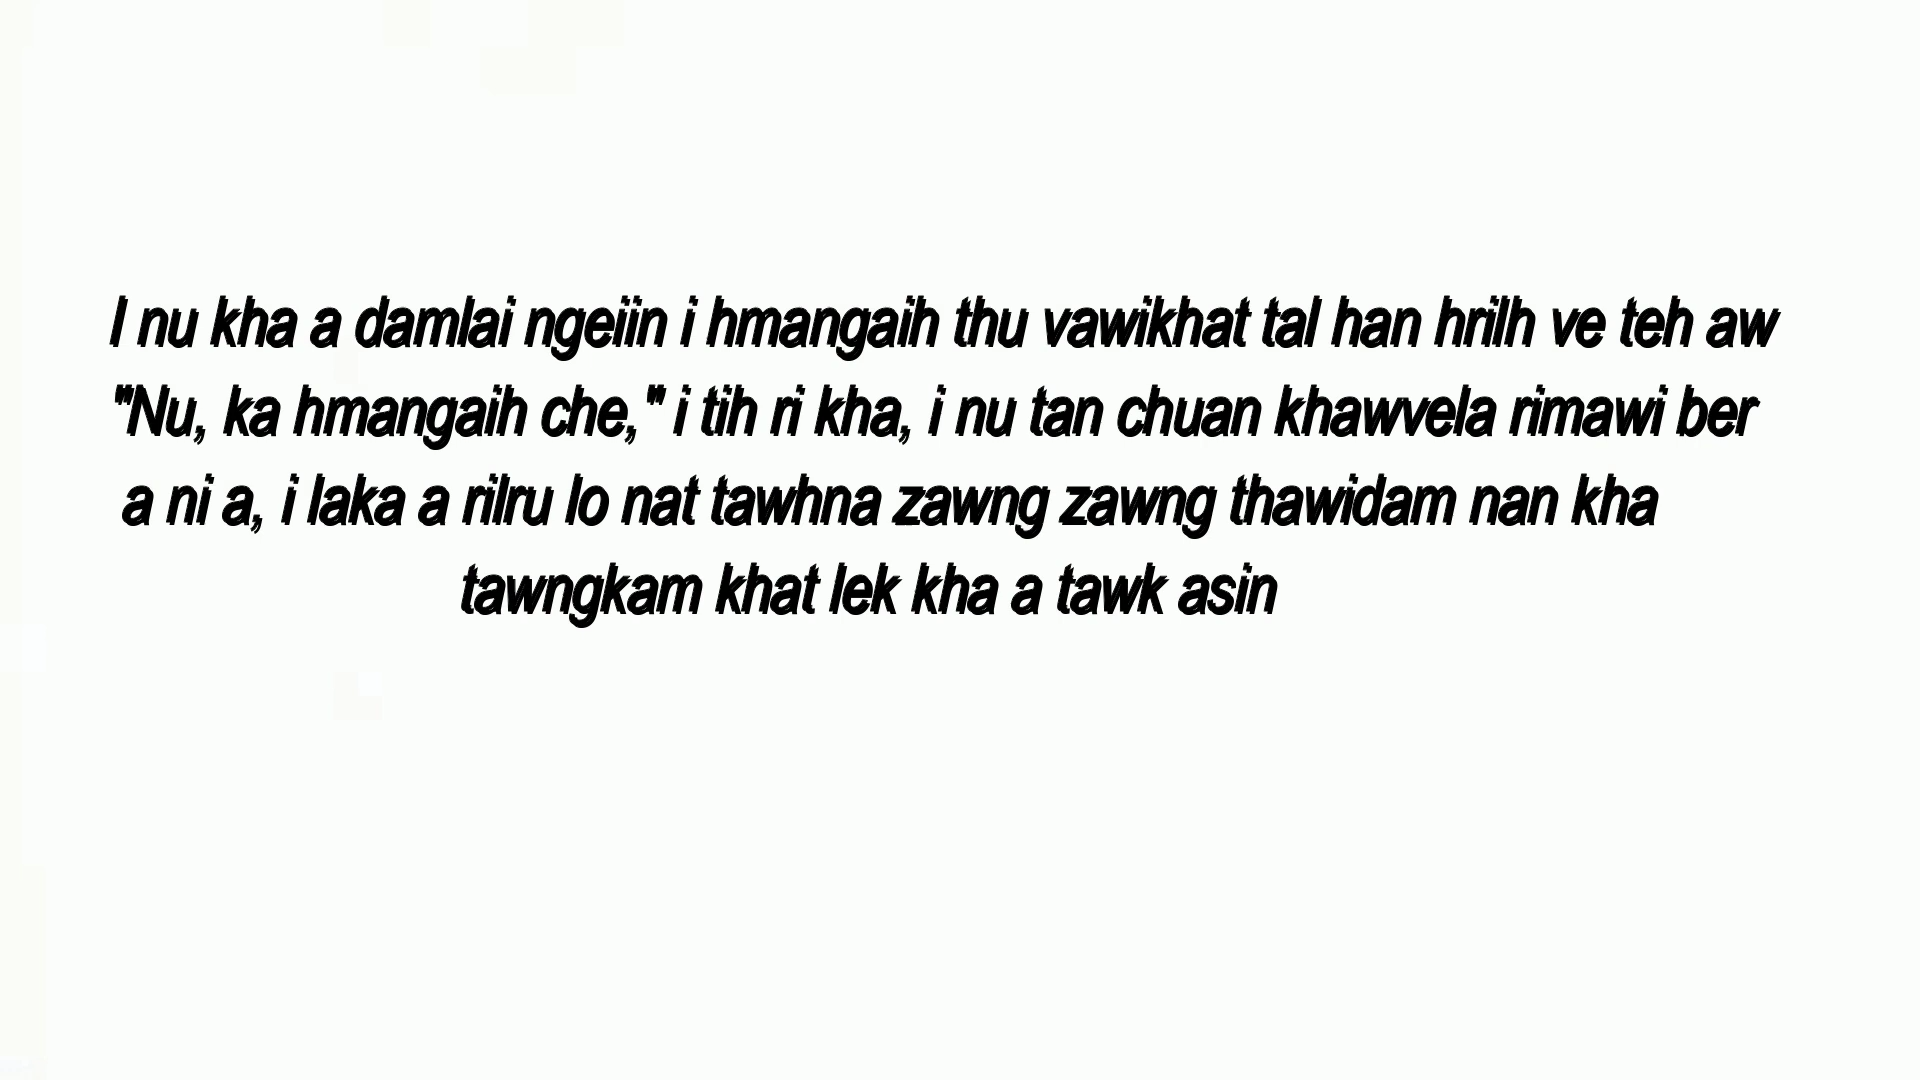 I nu kha a damlai ngeiin i hmangaih thu vawikhat tal han hrilh ve teh aw
"Nu, ka hmangaih che," i tih ri kha, i nu tan chuan khawvela rimawi ber
a ni a, i laka a rilru lo nat tawhna zawng zawng thawidam nan kha
tawngkam khat lek kha a tawk asin